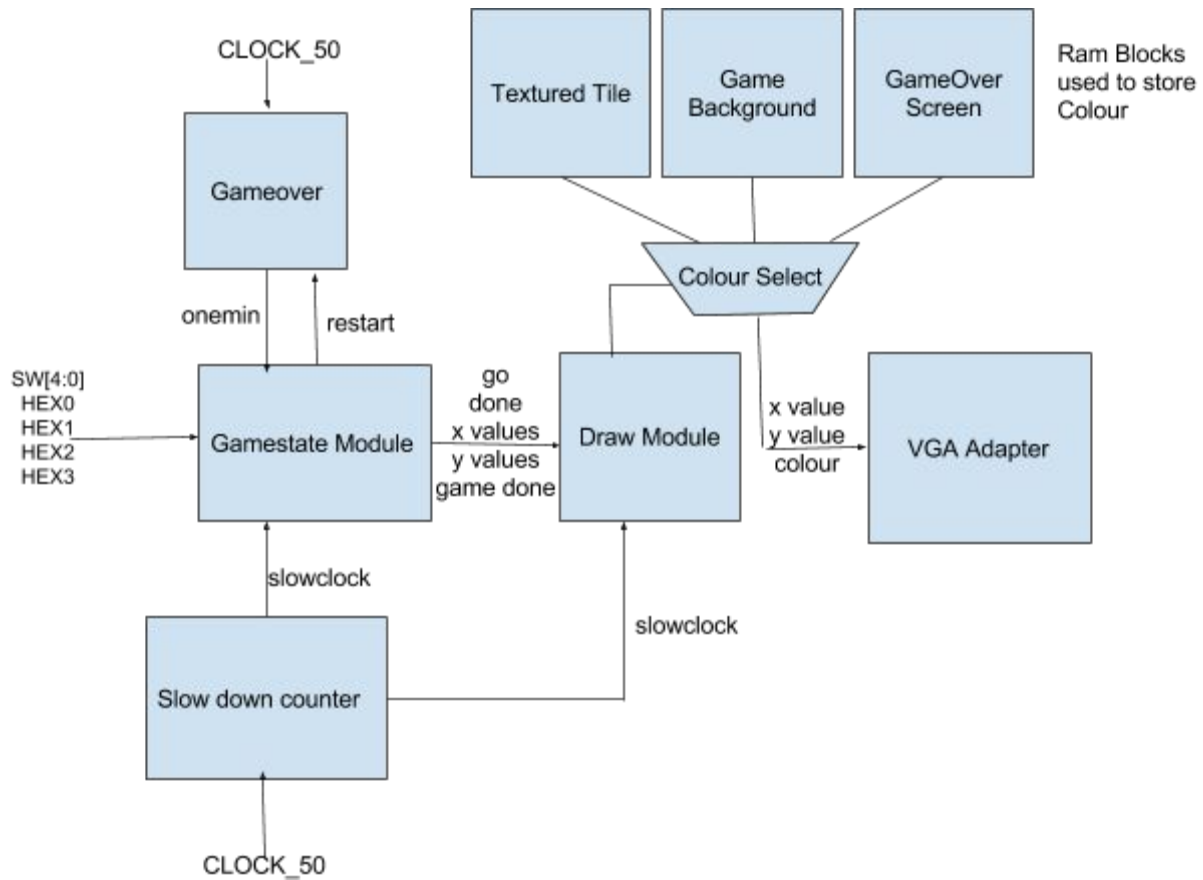 CLOCK_50
Textured Tile
Game
Background
GameOver
Screen
Ram Blocks
used to store
Colour
Gameover
Colour Select
onemin
restart
SW[4:0]
HEX0
HEX1
HEX2
HEX3
Gamestate Module
go
done
x values
y values
game done
Draw Module
x value
y value
colour
VGA Adapter
slowclock
slowclock
Slow down counter
CLOCK_50